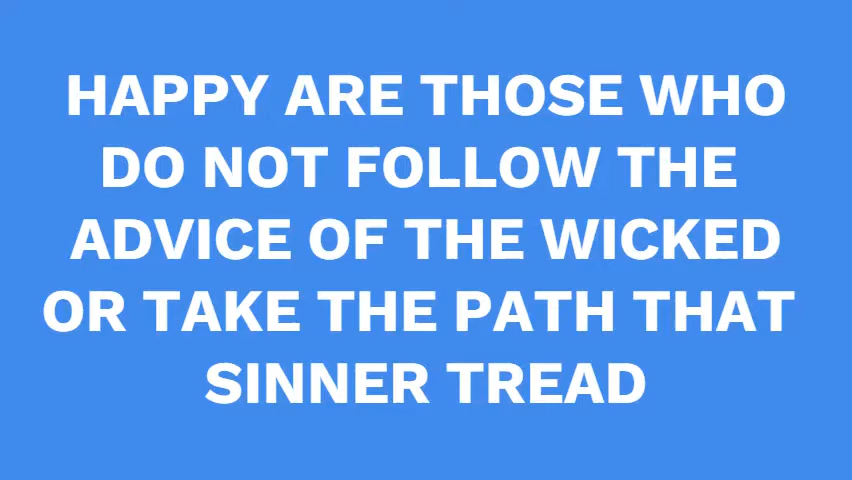 HAPPY ARE THOSE WHO
DO NOT FOLLOW THE
ADVICE OF THE WICKED
OR TAKE THE PATH THAT
SINNER TREAD